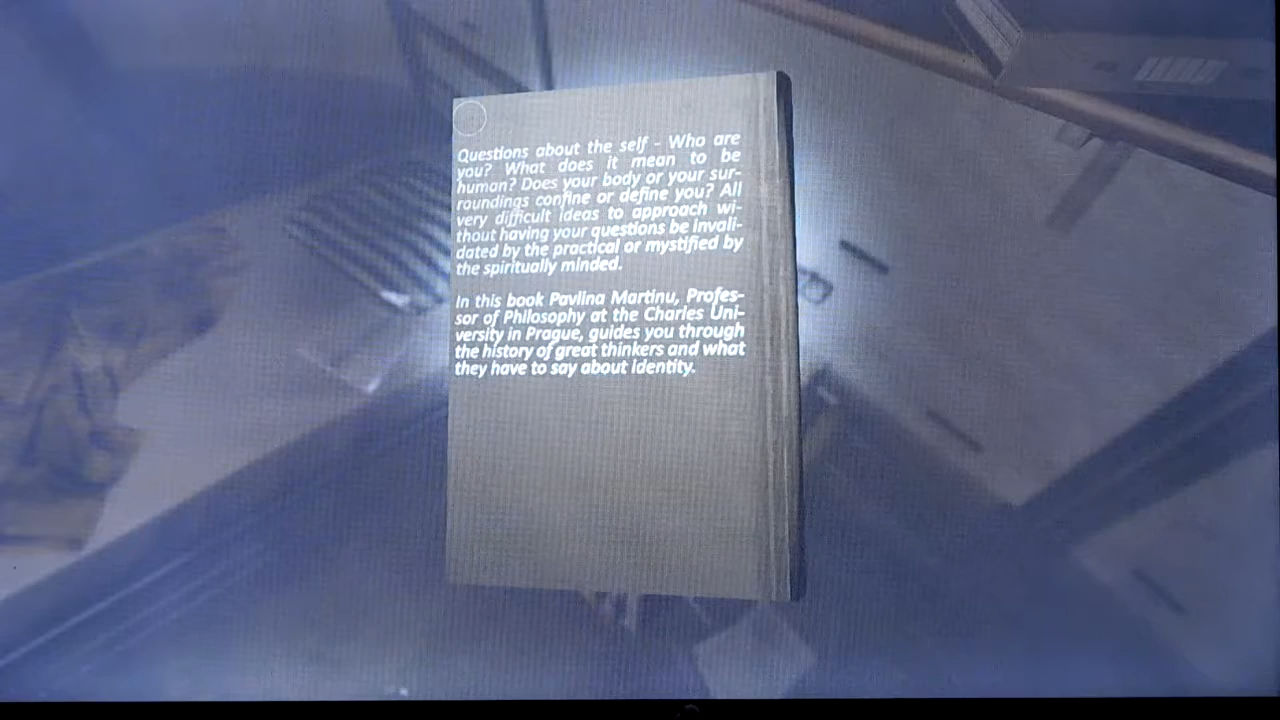 Questions about the self - Who are
you? What does it mean to be
human? Does your body or your sur-
roundings confine or define you? All
very difficult ideas to approach wi-
thout having your questions be invali-
dated by the practical or mystified by
the spiritually minded.
In this book Pavlina Martinu, Profes-
sor of Philosophy at the Charles Uni-
versity in Prague, guides you through
the history of great thinkers and what
they have to say about identity.